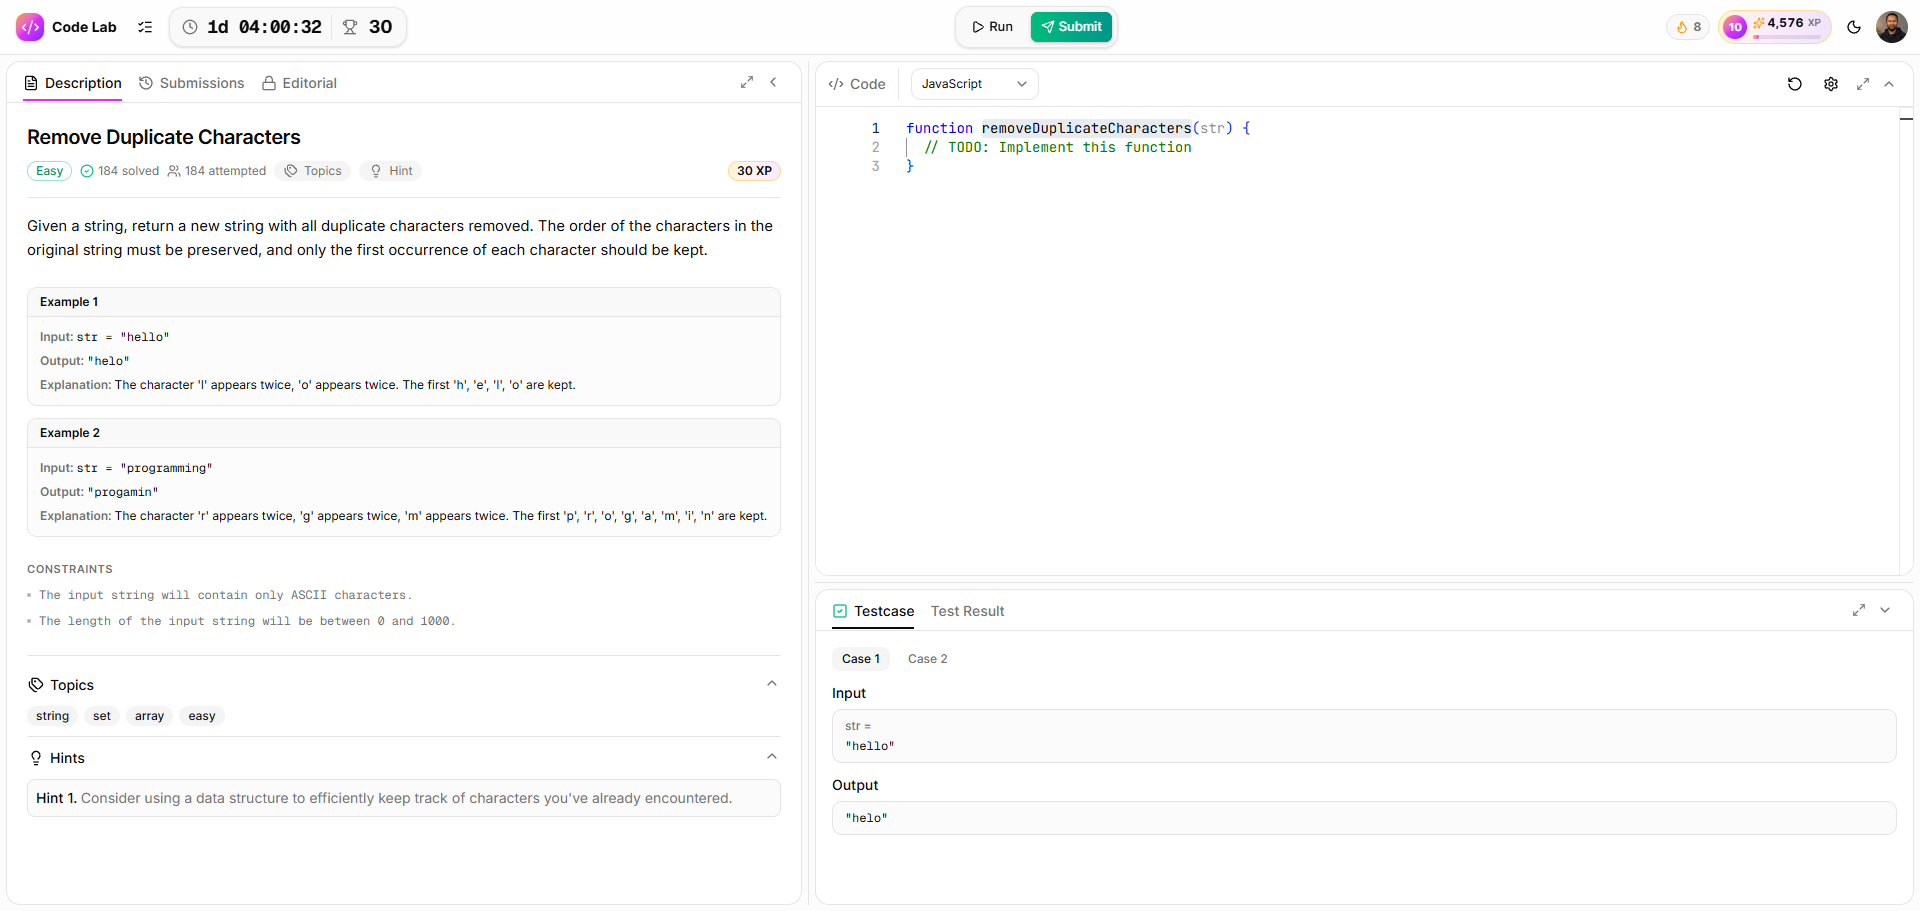 Code Lab
1d 04:00:32
30
Run
Submit
8
10
4,576 XP
Description
Submissions
Editorial
Remove Duplicate Characters
Easy
184 solved
184 attempted
Topics
Hint
30 XP
Given a string, return a new string with all duplicate characters removed. The order of the characters in the
original string must be preserved, and only the first occurrence of each character should be kept.
Example 1
Input: str = "hello"
Output: "helo"
Explanation: The character 'l' appears twice, 'o' appears twice. The first 'h', 'e', 'l', 'o' are kept.
Example 2
Input: str = "programming"
Output: "progamin"
Explanation: The character 'r' appears twice, 'g' appears twice, 'm' appears twice. The first 'p', 'r', 'o', 'g', 'a', 'm', 'i', 'n' are kept.
CONSTRAINTS
The input string will contain only ASCII characters.
The length of the input string will be between 0 and 1000.
Topics
string
set
array
easy
Hints
Hint 1. Consider using a data structure to efficiently keep track of characters you've already encountered.
</> Code
JavaScript
1 function removeDuplicateCharacters(str) {
2 // TODO: Implement this function
3 }
Testcase
Test Result
Case 1
Case 2
Input
str =
"hello"
Output
"helo"